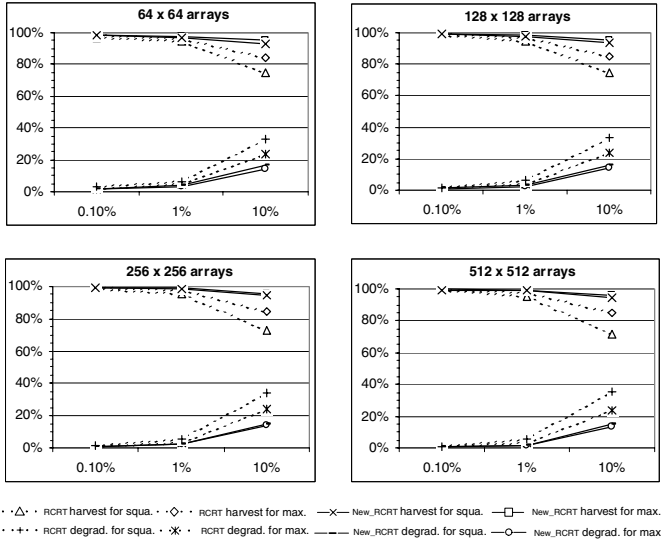 64 x 64 arrays
100%
80%
60%
40%
20%
0%
0.10% 1% 10%
128 x 128 arrays
100%
80%
60%
40%
20%
0%
0.10% 1% 10%
256 x 256 arrays
100%
80%
60%
40%
20%
0%
0.10% 1% 10%
512 x 512 arrays
100%
80%
60%
40%
20%
0%
0.10% 1% 10%
RCRT harvest for squa. RCRT harvest for max. New_RCRT harvest for squa. New_RCRT harvest for max.
RCRT degrad. for squa. RCRT degrad. for max. New_RCRT degrad. for squa. New_RCRT degrad. for max